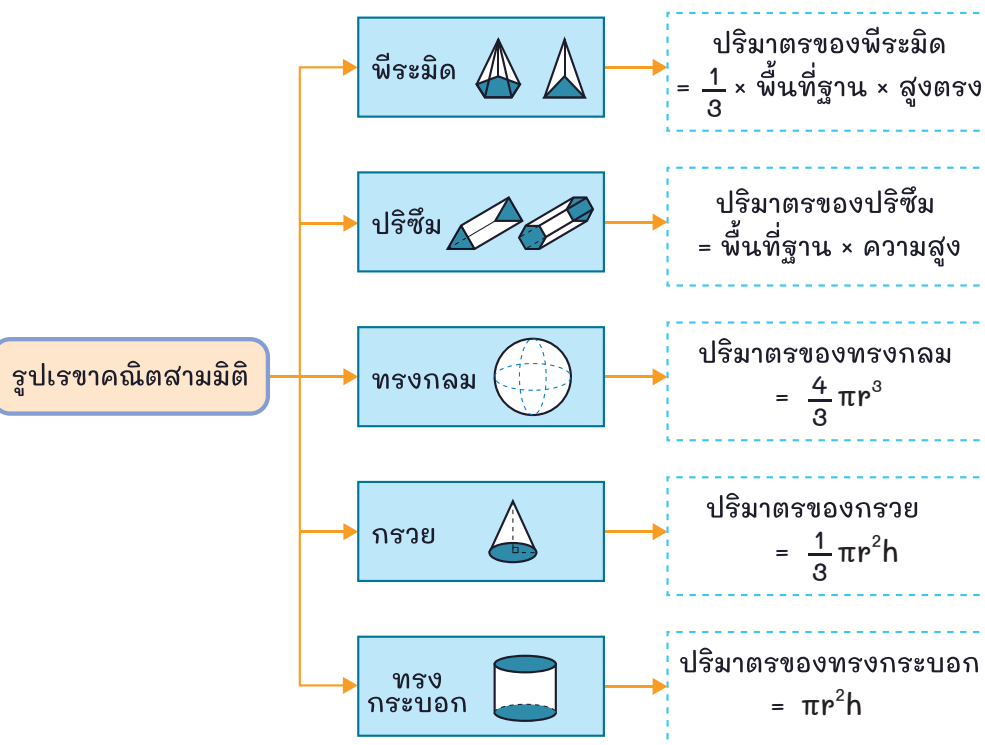 รูปเรขาคณิตสามมิติ
พีระมิด
ปริมาตรของพีระมิด
= 1/3 × พื้นที่ฐาน × สูงตรง
ปริซึม
ปริมาตรของปริซึม
= พื้นที่ฐาน × ความสูง
ทรงกลม
ปริมาตรของทรงกลม
= 4/3 πr³
กรวย
ปริมาตรของกรวย
= 1/3 πr²h
ทรง
กระบอก
ปริมาตรของทรงกระบอก
= πr²h